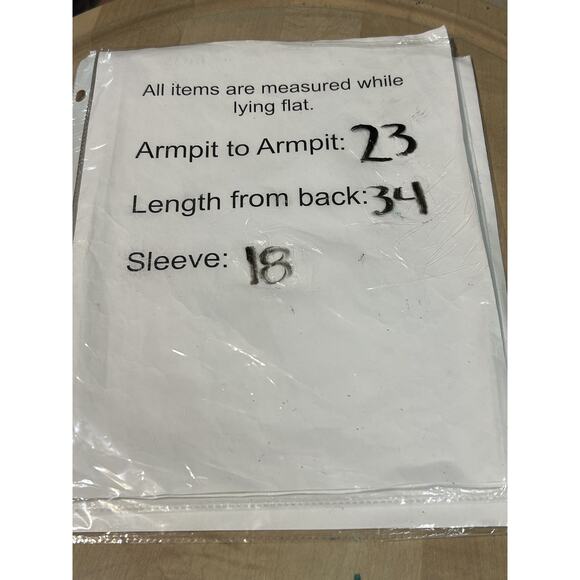 All items are measured while
lying flat.
Armpit to Armpit: 23
Length from back: 34
Sleeve: 18